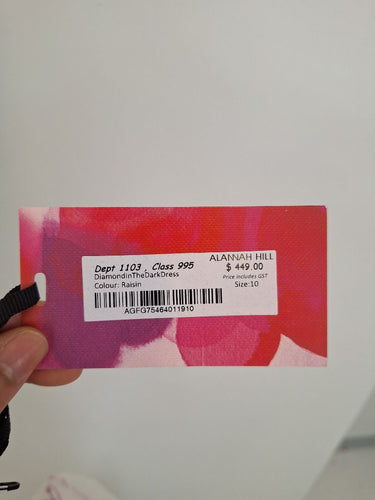 Dept 1103 , Class 995
DiamondInTheDarkDress
Colour: Raisin
AGFG75464011910
ALANNAH HILL
$ 449.00
Price includes GST
Size:10